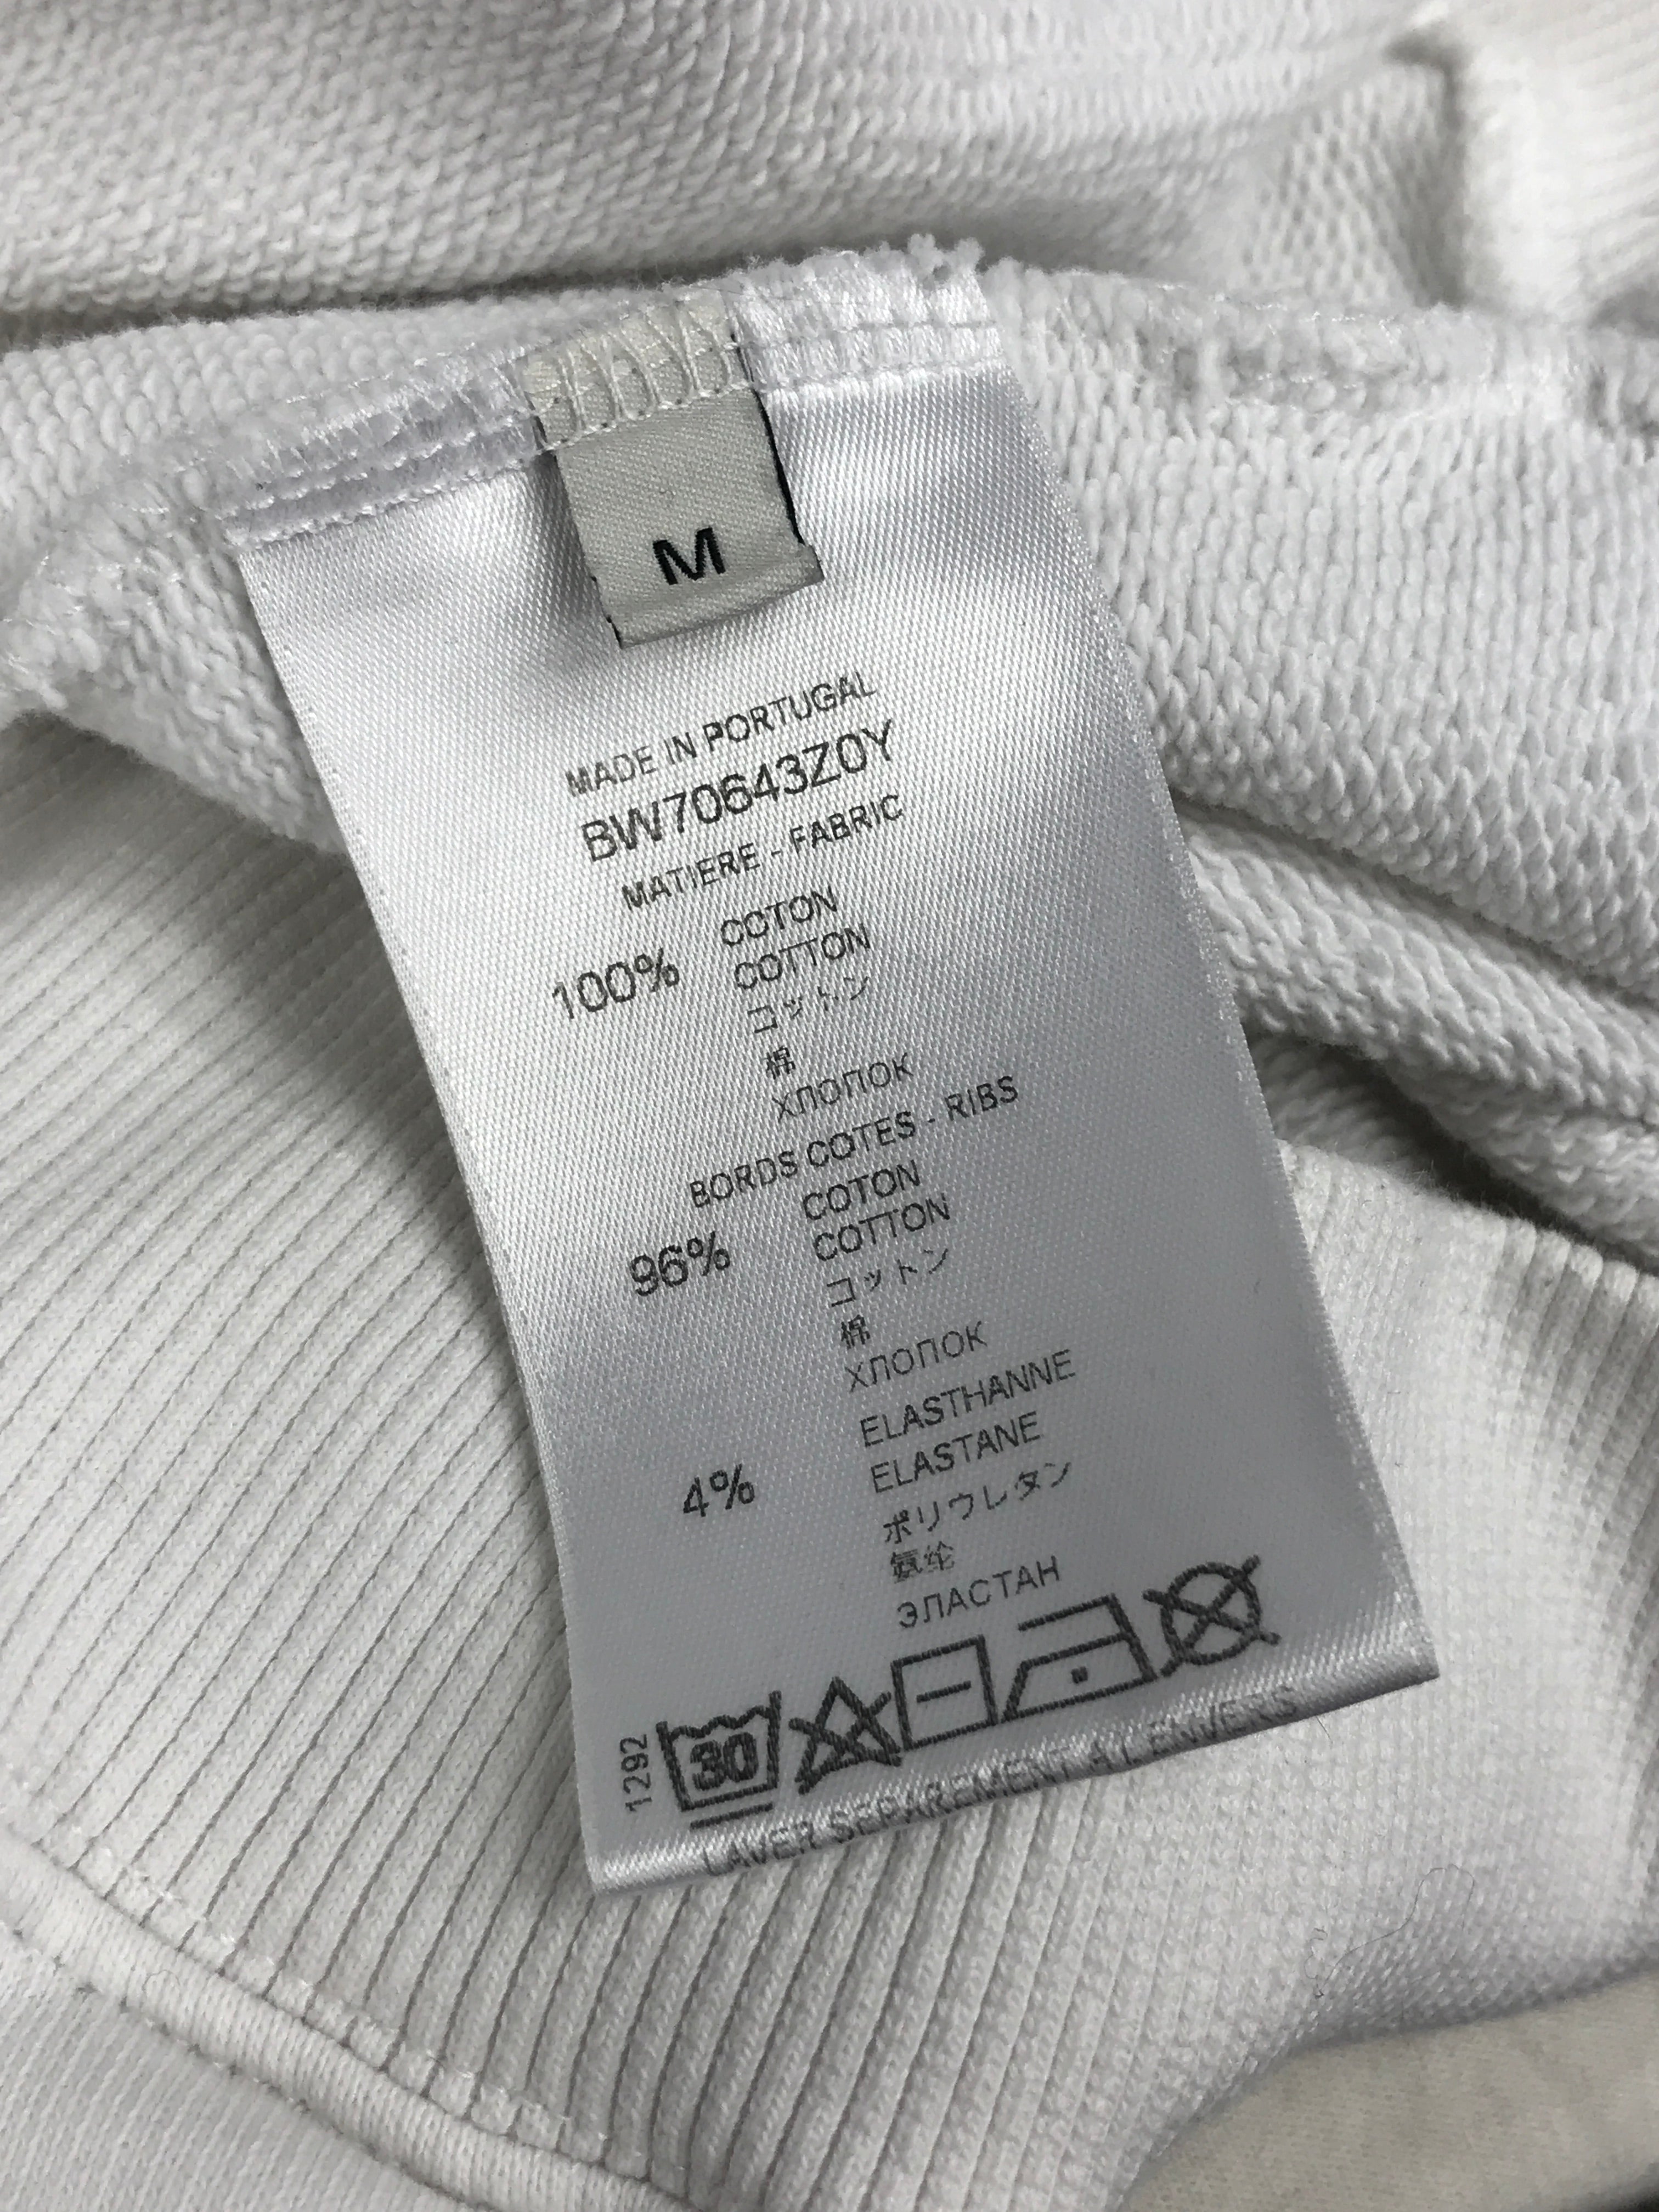 M
MADE IN PORTUGAL
BW70643Z0Y
MATIERE - FABRIC
100% COTON
COTTON
コットン
棉
ХЛОПОК
BORDS COTES - RIBS
96% COTON
COTTON
コットン
棉
ХЛОПОК
4% ELASTHANNE
ELASTANE
ポリウレタン
氨纶
ЭЛАСТАН
1292
30
LAVER SEPAREMENT A L'ENVERS